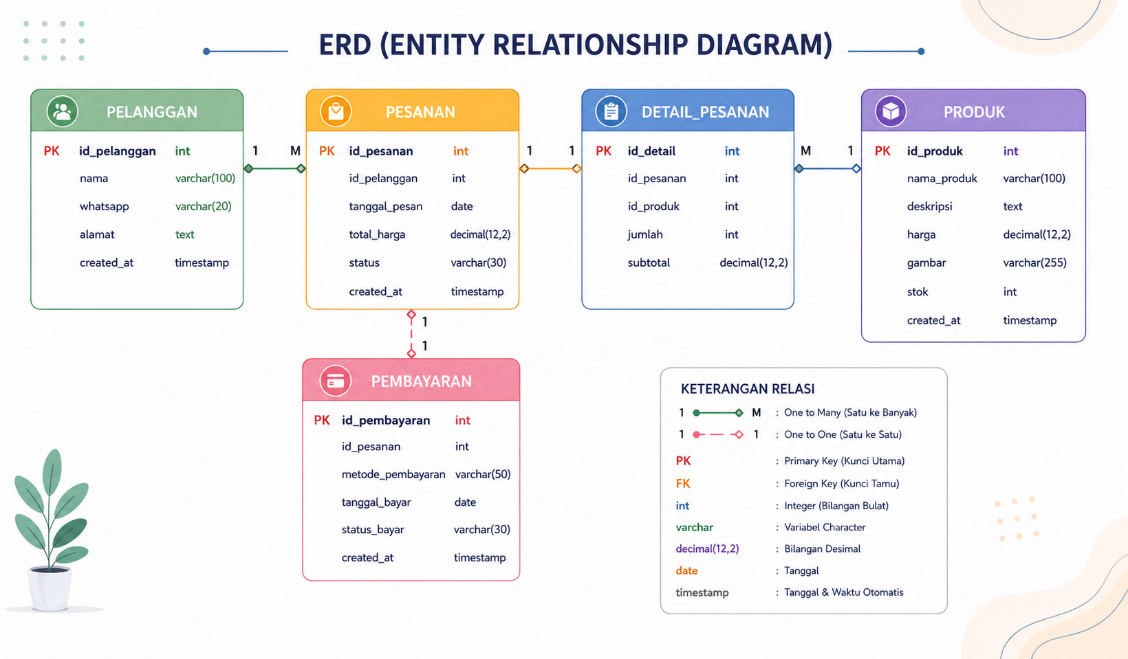 ERD (ENTITY RELATIONSHIP DIAGRAM)
PELANGGAN
PK id_pelanggan int
nama varchar(100)
whatsapp varchar(20)
alamat text
created_at timestamp
1 M
PESANAN
PK id_pesanan int
id_pelanggan int
tanggal_pesan date
total_harga decimal(12,2)
status varchar(30)
created_at timestamp
1 1
DETAIL_PESANAN
PK id_detail int
id_pesanan int
id_produk int
jumlah int
subtotal decimal(12,2)
M 1
PRODUK
PK id_produk int
nama_produk varchar(100)
deskripsi text
harga decimal(12,2)
gambar varchar(255)
stok int
created_at timestamp
1
1
PEMBAYARAN
PK id_pembayaran int
id_pesanan int
metode_pembayaran varchar(50)
tanggal_bayar date
status_bayar varchar(30)
created_at timestamp
KETERANGAN RELASI
1 M : One to Many (Satu ke Banyak)
1 1 : One to One (Satu ke Satu)
PK : Primary Key (Kunci Utama)
FK : Foreign Key (Kunci Tamu)
int : Integer (Bilangan Bulat)
varchar : Variabel Character
decimal(12,2) : Bilangan Desimal
date : Tanggal
timestamp : Tanggal & Waktu Otomatis